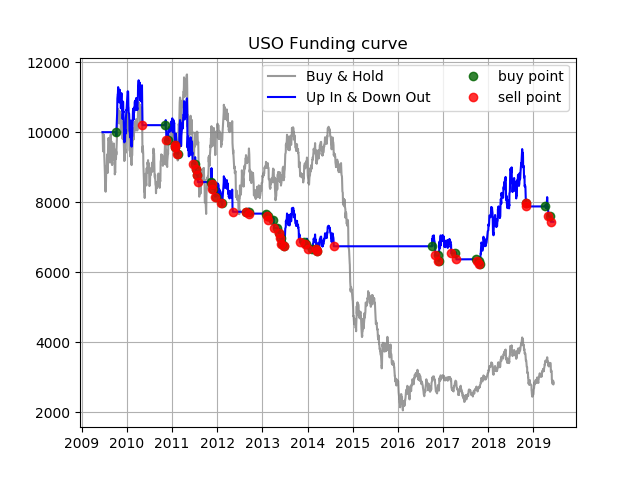 USO Funding curve
Buy & Hold
Up In & Down Out
buy point
sell point
12000
10000
8000
6000
4000
2000
2009 2010 2011 2012 2013 2014 2015 2016 2017 2018 2019